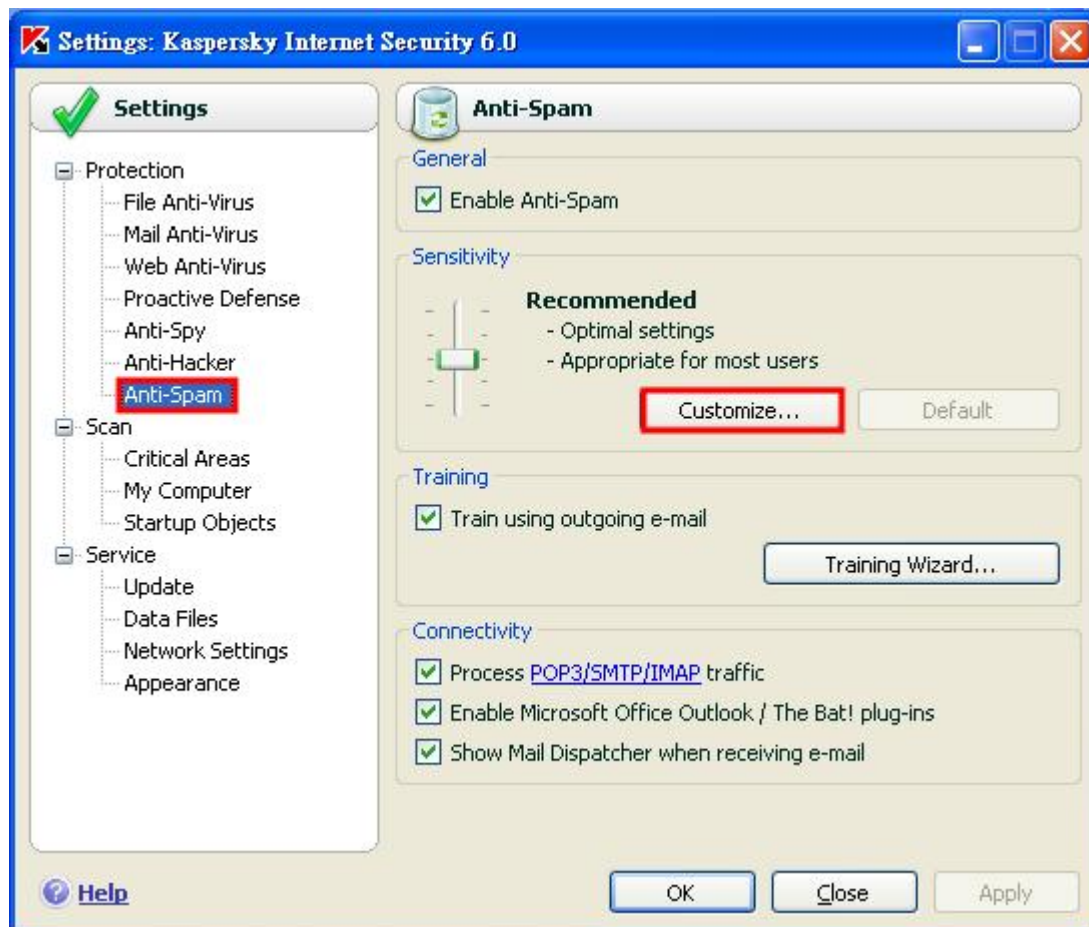 Settings: Kaspersky Internet Security 6.0
Settings
Protection
File Anti-Virus
Mail Anti-Virus
Web Anti-Virus
Proactive Defense
Anti-Spy
Anti-Hacker
Anti-Spam
Scan
Critical Areas
My Computer
Startup Objects
Service
Update
Data Files
Network Settings
Appearance
Anti-Spam
General
Enable Anti-Spam
Sensitivity
Recommended
- Optimal settings
- Appropriate for most users
Customize...
Default
Training
Train using outgoing e-mail
Training Wizard...
Connectivity
Process POP3/SMTP/IMAP traffic
Enable Microsoft Office Outlook / The Bat! plug-ins
Show Mail Dispatcher when receiving e-mail
Help
OK
Close
Apply